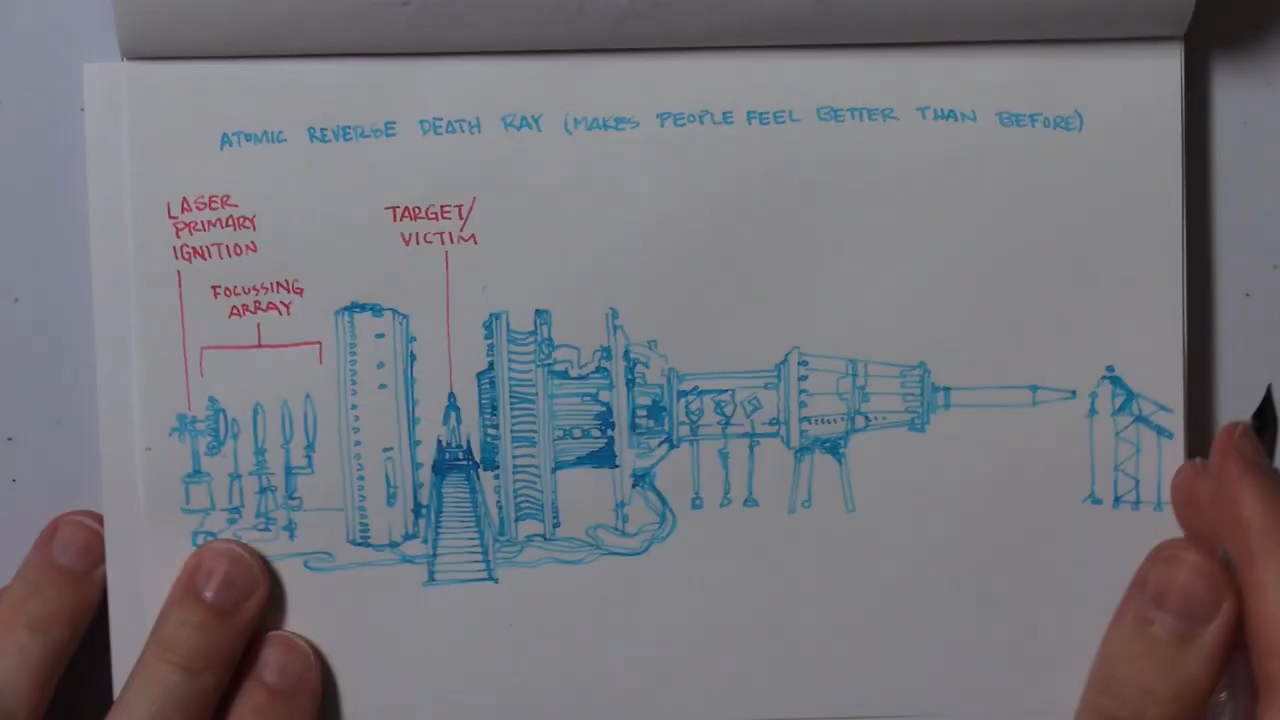 ATOMIC REVERSE DEATH RAY (MAKES PEOPLE FEEL BETTER THAN BEFORE)
LASER
PRIMARY
IGNITION
FOCUSSING
ARRAY
TARGET/
VICTIM